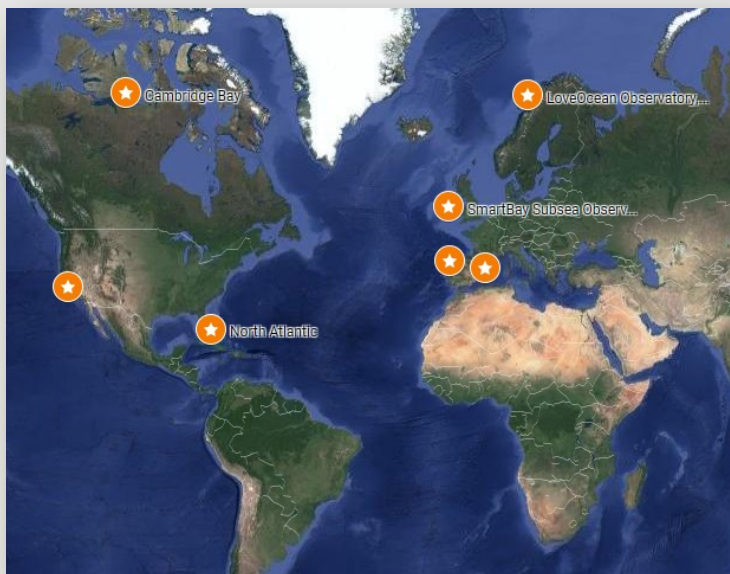 Cambridge Bay
LoveOcean Observatory,...
SmartBay Subsea Observ...
North Atlantic